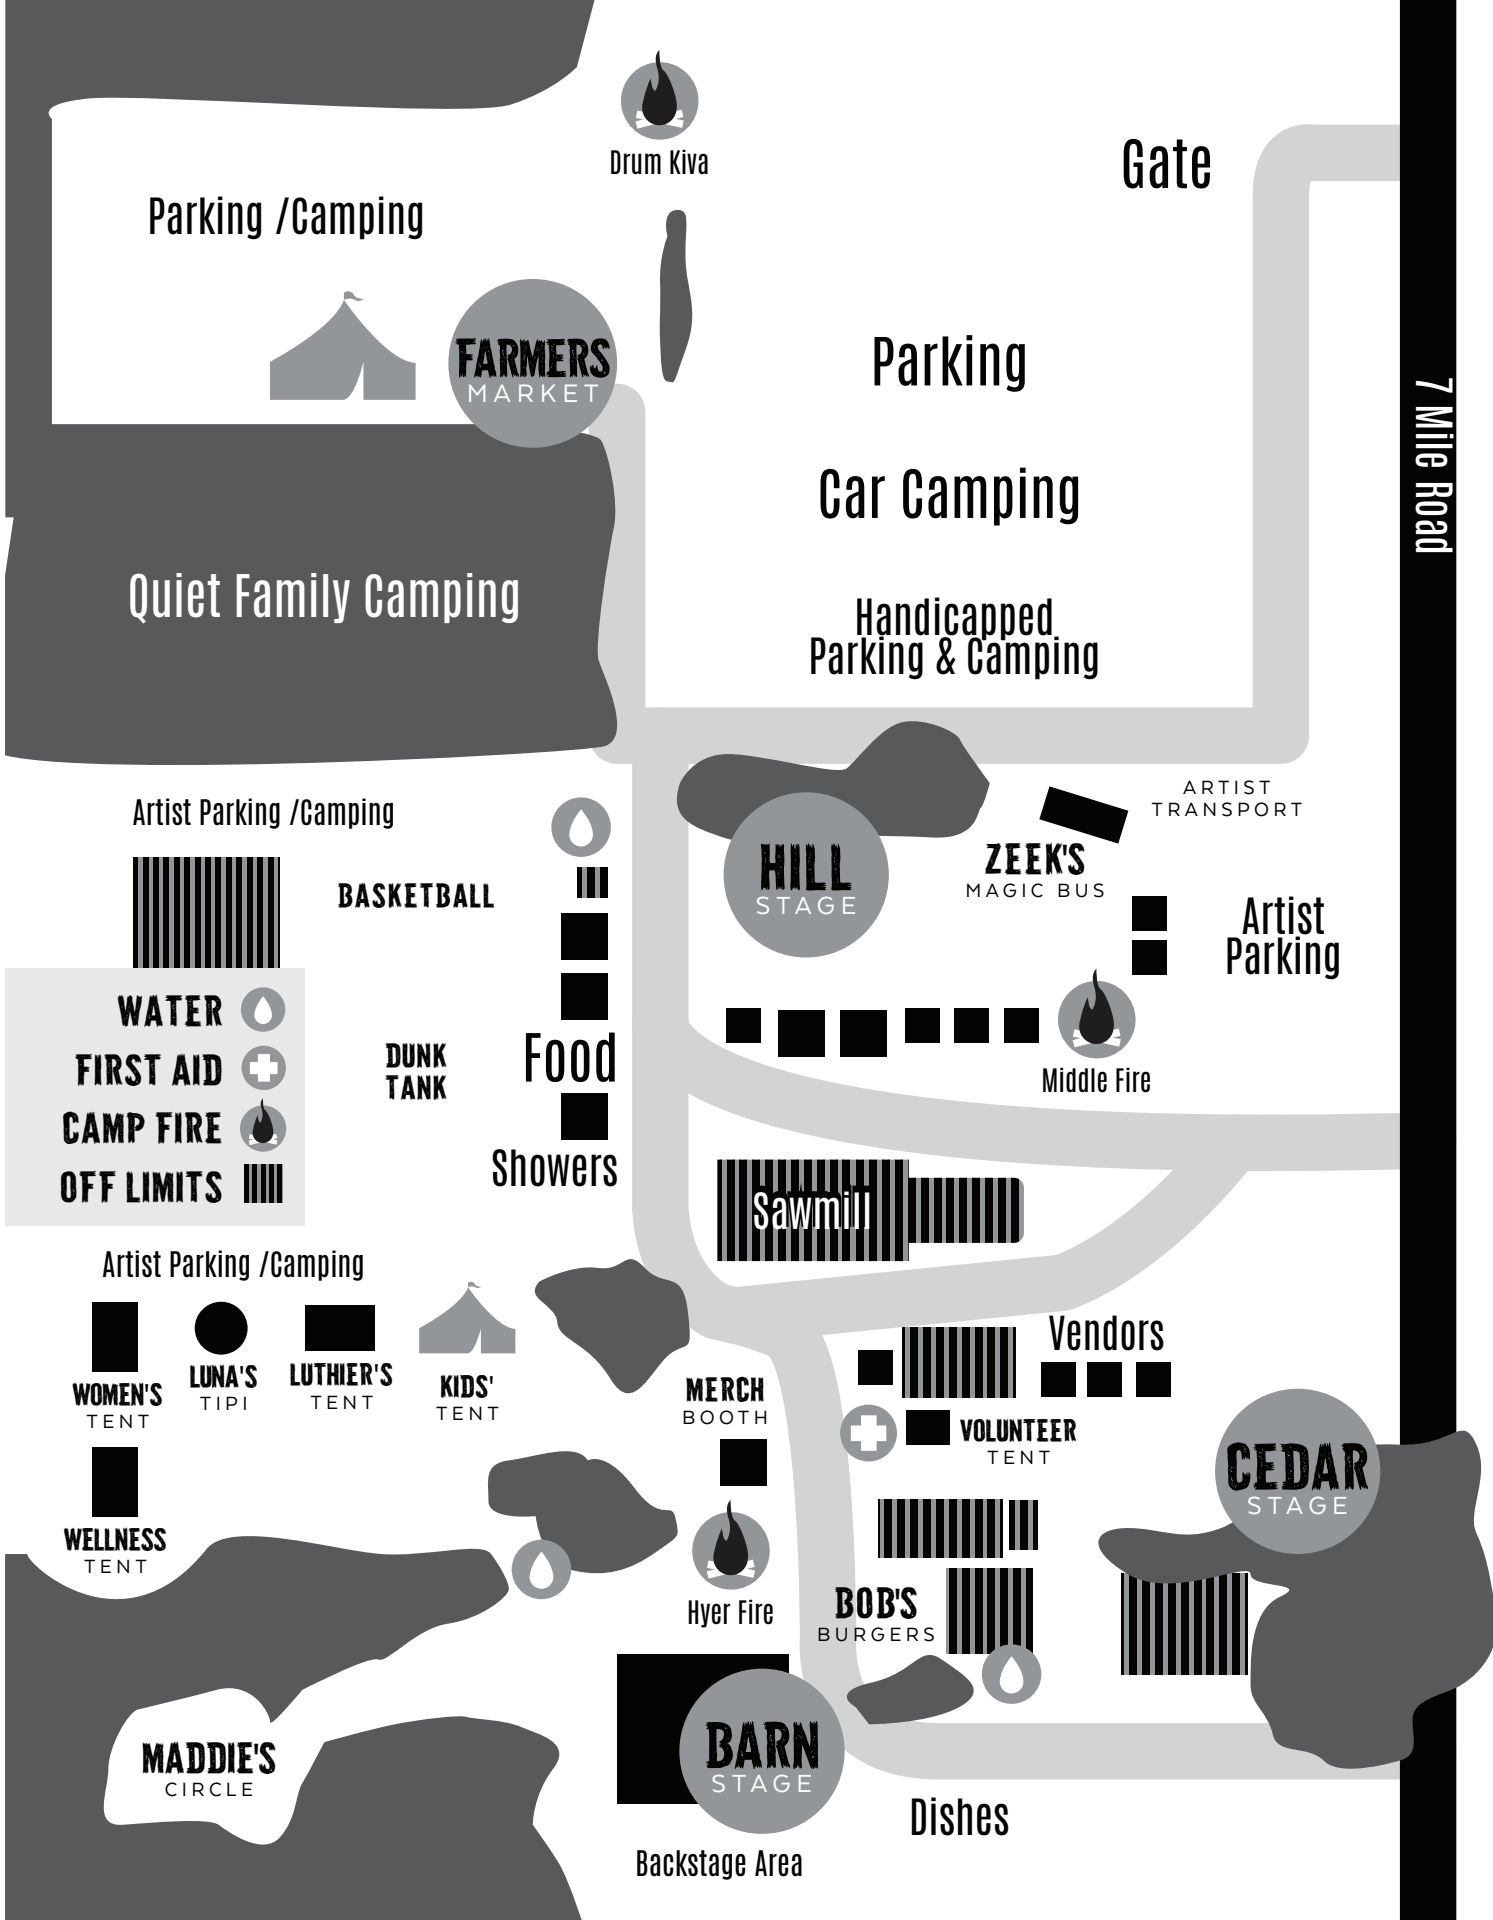 Drum Kiva
Gate
Parking /Camping
FARMERS
MARKET
Parking
7 Mile Road
Car Camping
Quiet Family Camping
Handicapped
Parking & Camping
Artist Parking /Camping
ARTIST
TRANSPORT
HILL
STAGE
ZEEK'S
MAGIC BUS
BASKETBALL
Artist
Parking
WATER
FIRST AID
CAMP FIRE
OFF LIMITS
DUNK
TANK
Food
Middle Fire
Showers
Sawmill
Artist Parking /Camping
WOMEN'S
TENT
LUNA'S
TIPI
LUTHIER'S
TENT
KIDS'
TENT
Vendors
MERCH
BOOTH
VOLUNTEER
TENT
CEDAR
STAGE
WELLNESS
TENT
Hyer Fire
BOB'S
BURGERS
MADDIE'S
CIRCLE
BARN
STAGE
Dishes
Backstage Area